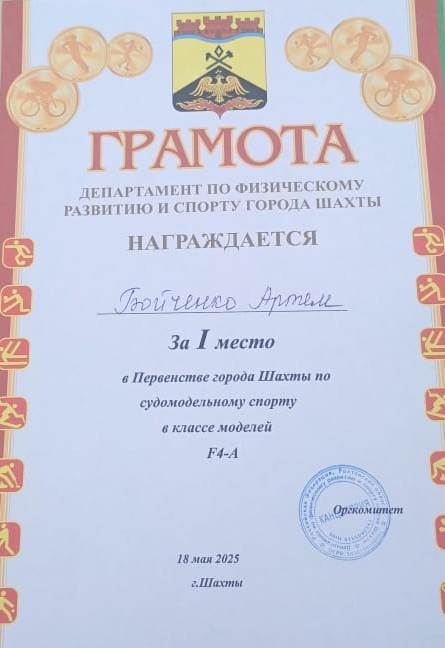 ГРАМОТА
ДЕПАРТАМЕНТ ПО ФИЗИЧЕСКОМУ
РАЗВИТИЮ И СПОРТУ ГОРОДА ШАХТЫ
НАГРАЖДАЕТСЯ
Бойченко Артем
За I место
в Первенстве города Шахты по
судомодельному спорту
в классе моделей
F4-A
Оргкомитет
18 мая 2025
г.Шахты